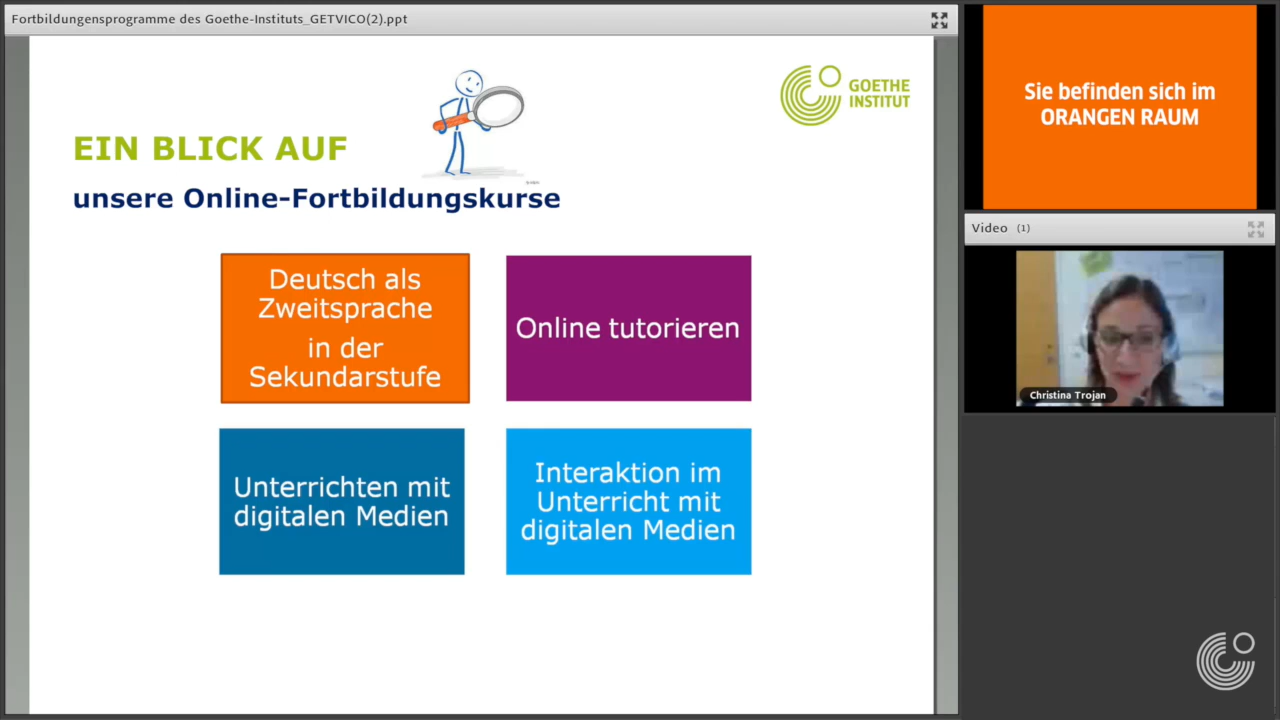 Fortbildungensprogramme des Goethe-Instituts_GETVICO(2).ppt
GOETHE
INSTITUT
EIN BLICK AUF
unsere Online-Fortbildungskurse
Deutsch als
Zweitsprache
in der
Sekundarstufe
Online tutorieren
Unterrichten mit
digitalen Medien
Interaktion im
Unterricht mit
digitalen Medien
Sie befinden sich im
ORANGEN RAUM
Video (1)
Christina Trojan